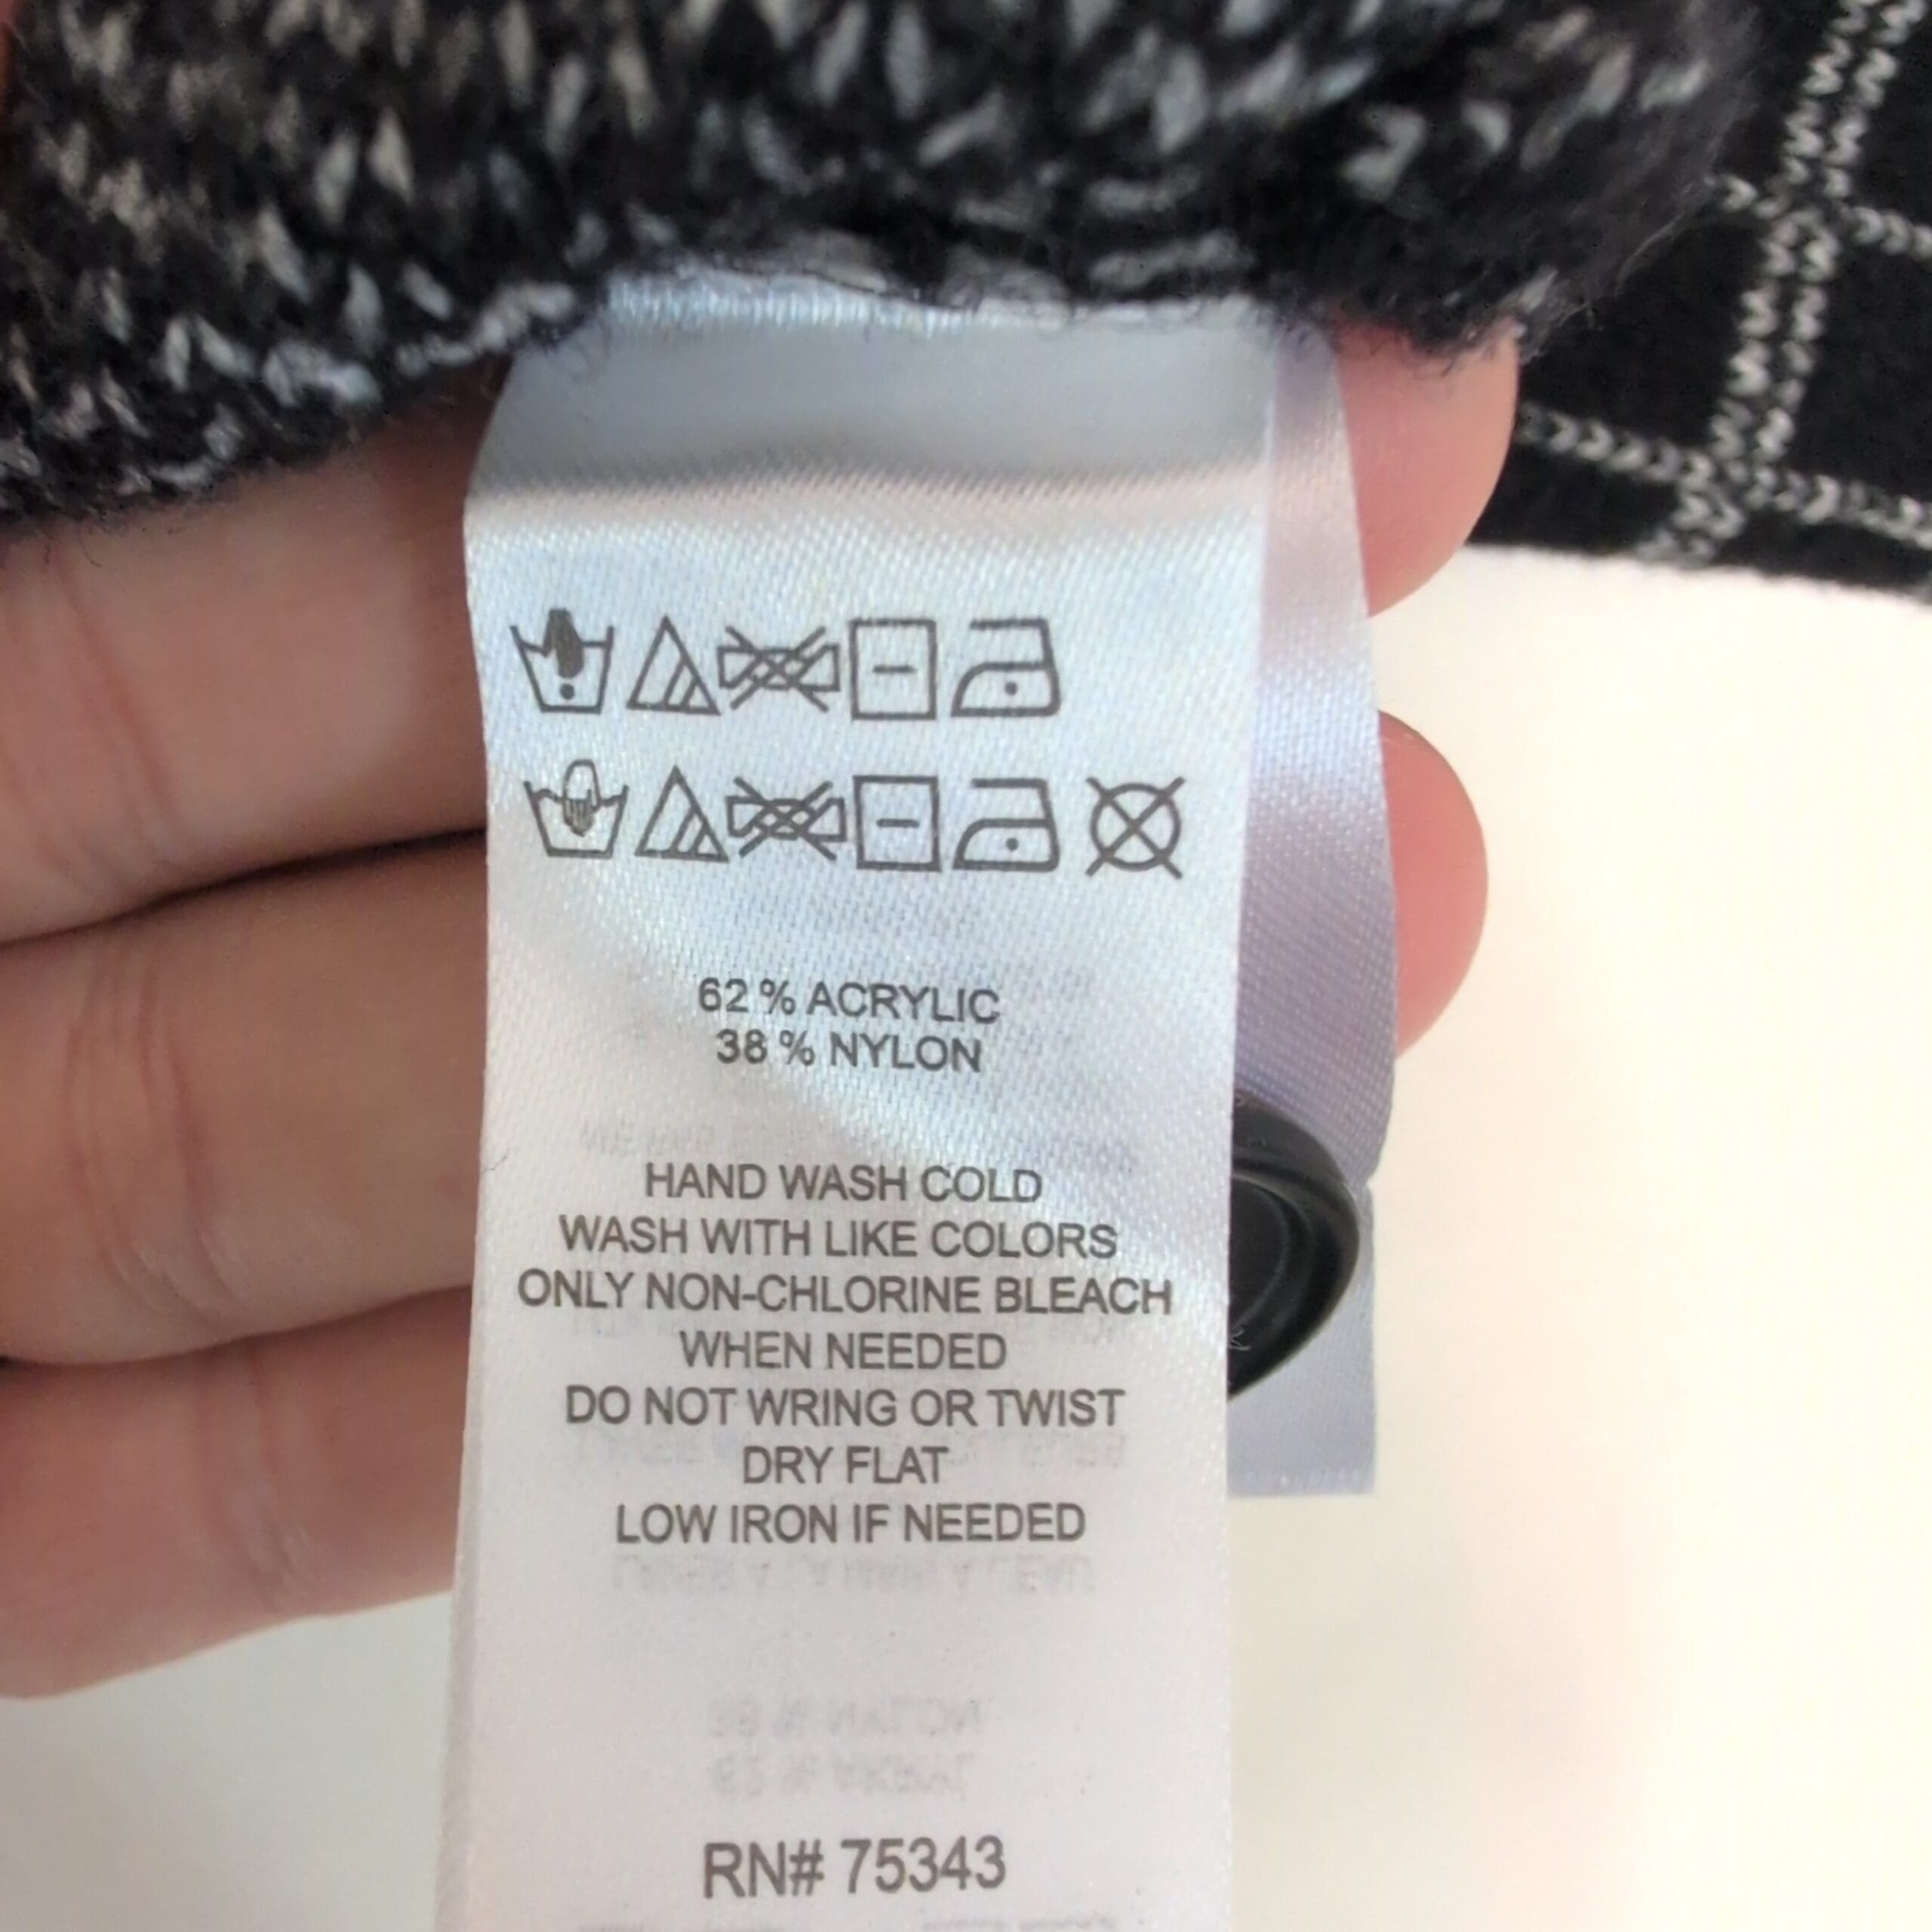 62 % ACRYLIC
38 % NYLON
HAND WASH COLD
WASH WITH LIKE COLORS
ONLY NON-CHLORINE BLEACH
WHEN NEEDED
DO NOT WRING OR TWIST
DRY FLAT
LOW IRON IF NEEDED
RN# 75343